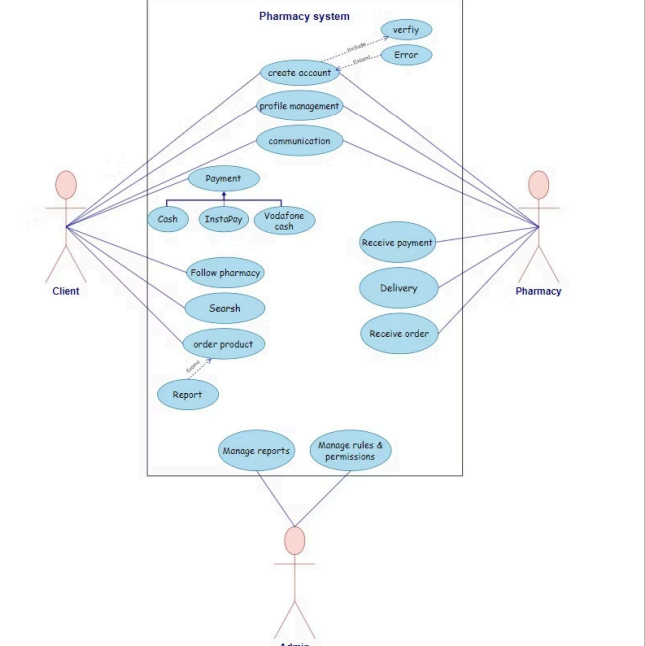 Pharmacy system
verfiy
Include
Error
Extend
create account
profile management
communication
Payment
Cash
InstaPay
Vodafone
cash
Receive payment
Follow pharmacy
Delivery
Client
Pharmacy
Searsh
Receive order
order product
Extend
Report
Manage reports
Manage rules &
permissions
Admin